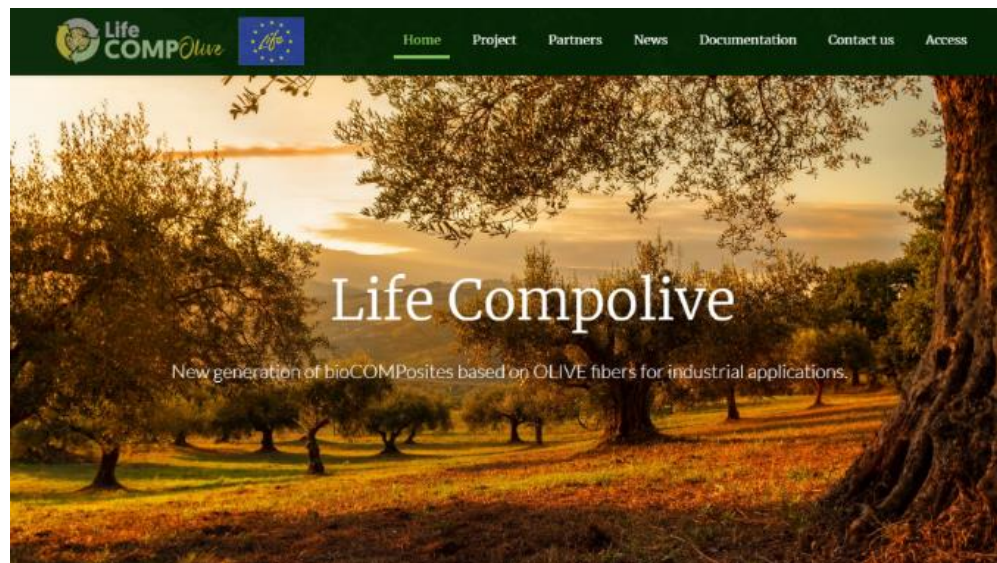 Life
COMPOlive
Life
Home Project Partners News Documentation Contact us Access
Life Compolive
New generation of bioCOMPosites based on OLIVE fibers for industrial applications.